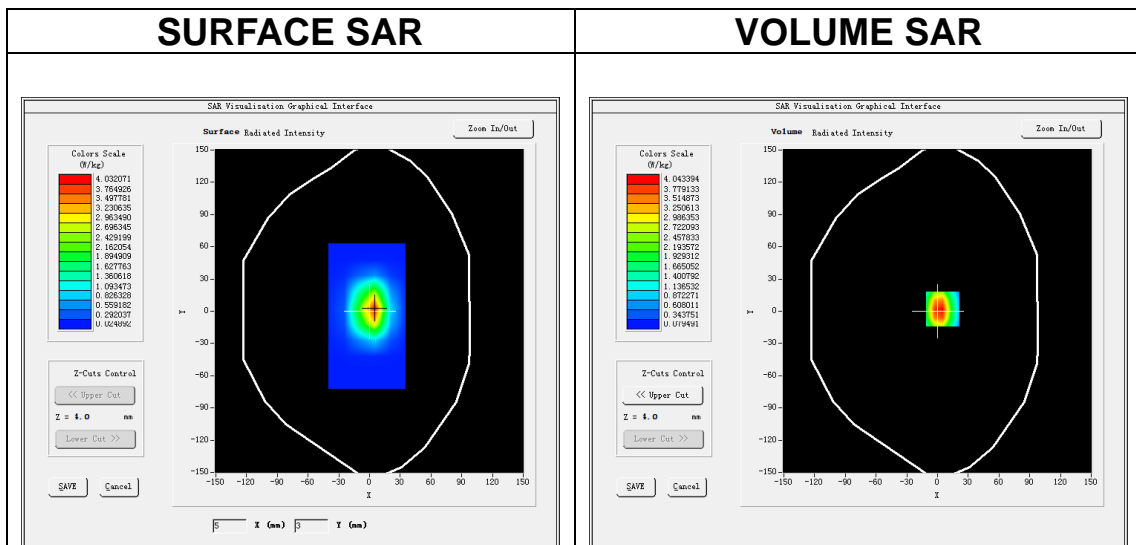 SURFACE SAR
VOLUME SAR
SAR Visualisation Graphical Interface
Surface Radiated Intensity
Zoom In/Out
Colors Scale
(W/kg)
4.032071
3.764926
3.497781
3.230635
2.963490
2.696345
2.429199
2.162054
1.894909
1.627763
1.360618
1.093473
0.826328
0.559182
0.292037
0.024892
Z-Cuts Control
<< Upper Cut
Z = 4.0 mm
Lower Cut >>
SAVE
Cancel
150
120
90
60
30
0
-30
-60
-90
-120
-150
Y
-150 -120 -90 -60 -30 0 30 60 90 120 150
X
5 X (mm) 3 Y (mm)
SAR Visualisation Graphical Interface
Volume Radiated Intensity
Zoom In/Out
Colors Scale
(W/kg)
4.043394
3.779133
3.514873
3.250613
2.986353
2.722093
2.457833
2.193572
1.929312
1.665052
1.400792
1.136532
0.872271
0.608011
0.343751
0.079491
Z-Cuts Control
<< Upper Cut
Z = 4.0 mm
Lower Cut >>
SAVE
Cancel
150
120
90
60
30
0
-30
-60
-90
-120
-150
Y
-150 -120 -90 -60 -30 0 30 60 90 120 150
X